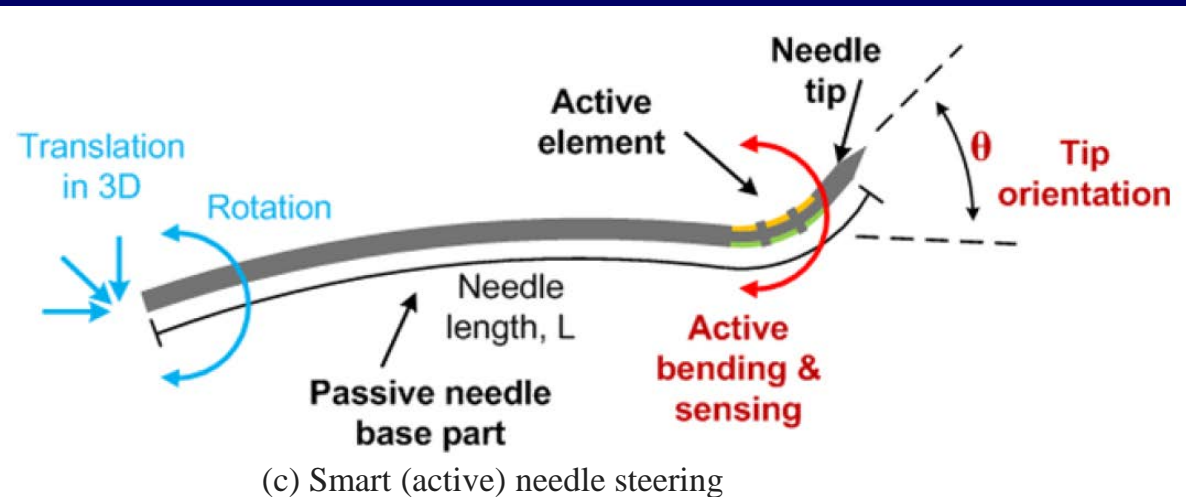 Needle
tip
Active
element
Translation
in 3D
Rotation
θ
Tip
orientation
Needle
length, L
Active
bending &
sensing
Passive needle
base part
(c) Smart (active) needle steering